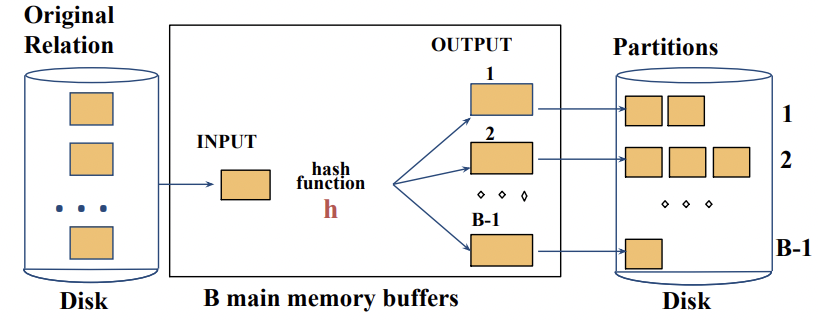 Original
Relation
OUTPUT
Partitions
1
1
INPUT
2
hash
function
h
2
B-1
B-1
Disk
B main memory buffers
Disk